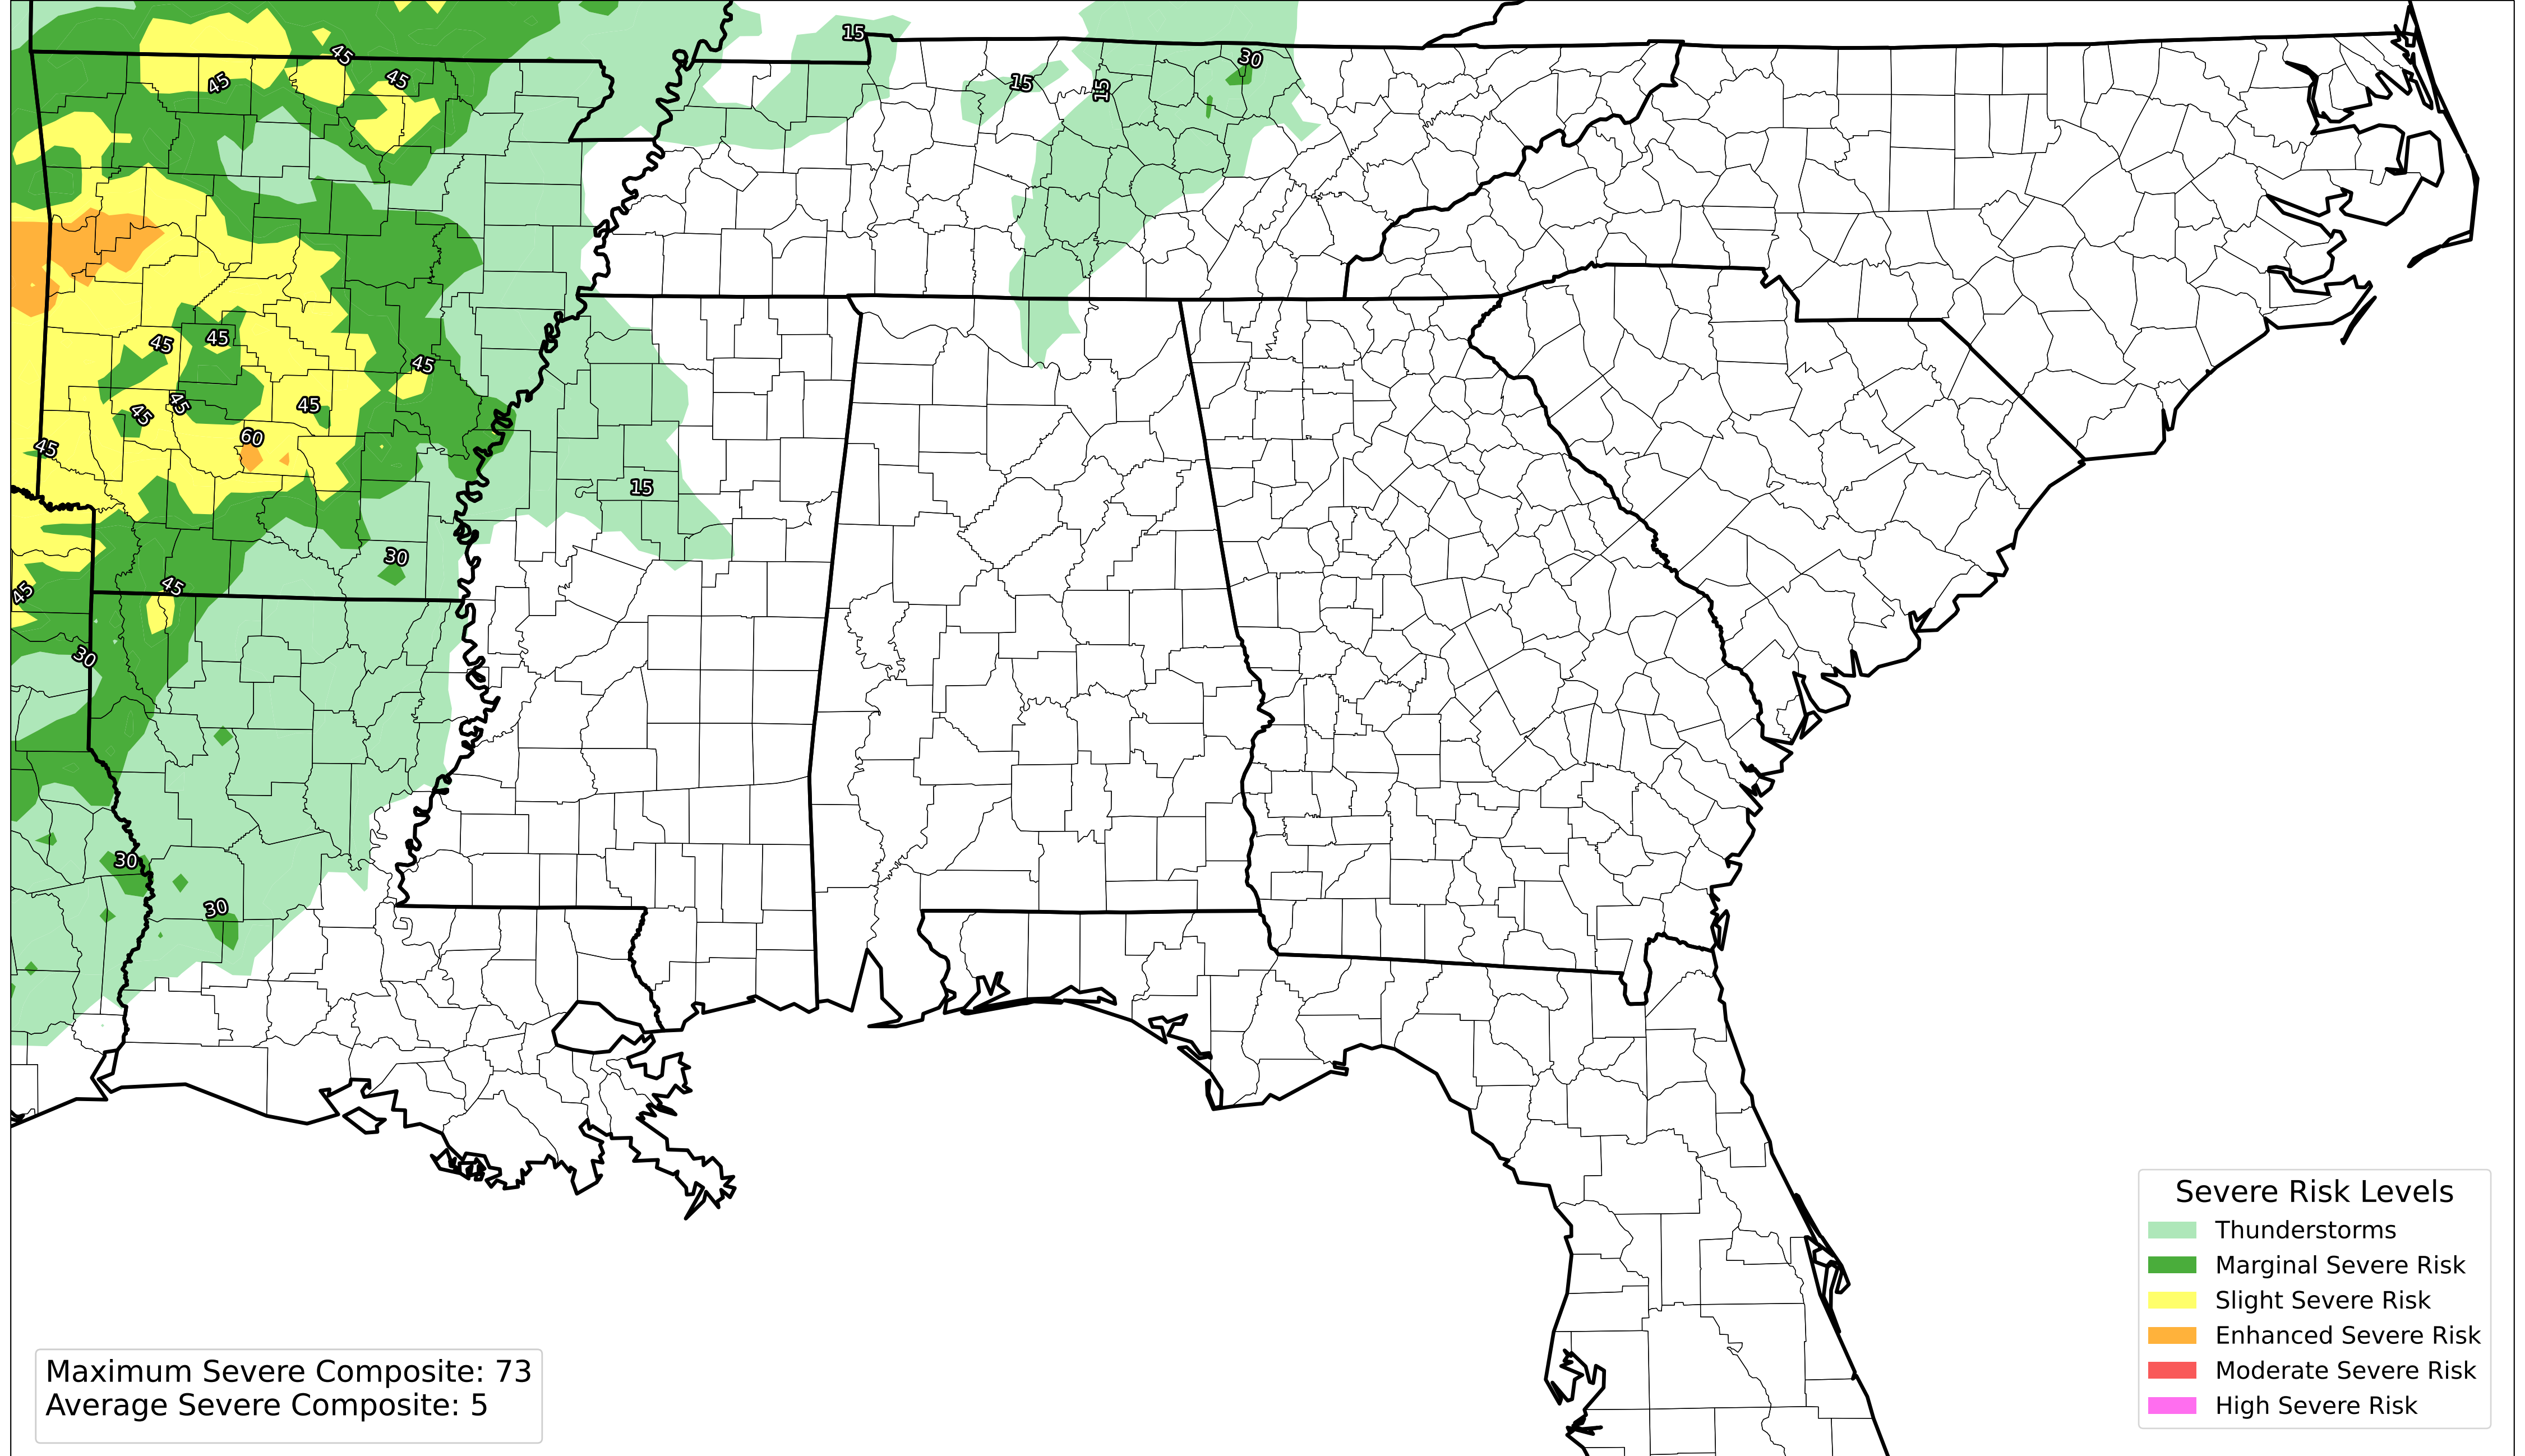 15
45
45
45
30
15
15
45
45
45
45
45
45
60
45
15
30
45
45
30
30
30
Severe Risk Levels
Thunderstorms
Marginal Severe Risk
Slight Severe Risk
Enhanced Severe Risk
Moderate Severe Risk
High Severe Risk
Maximum Severe Composite: 73
Average Severe Composite: 5